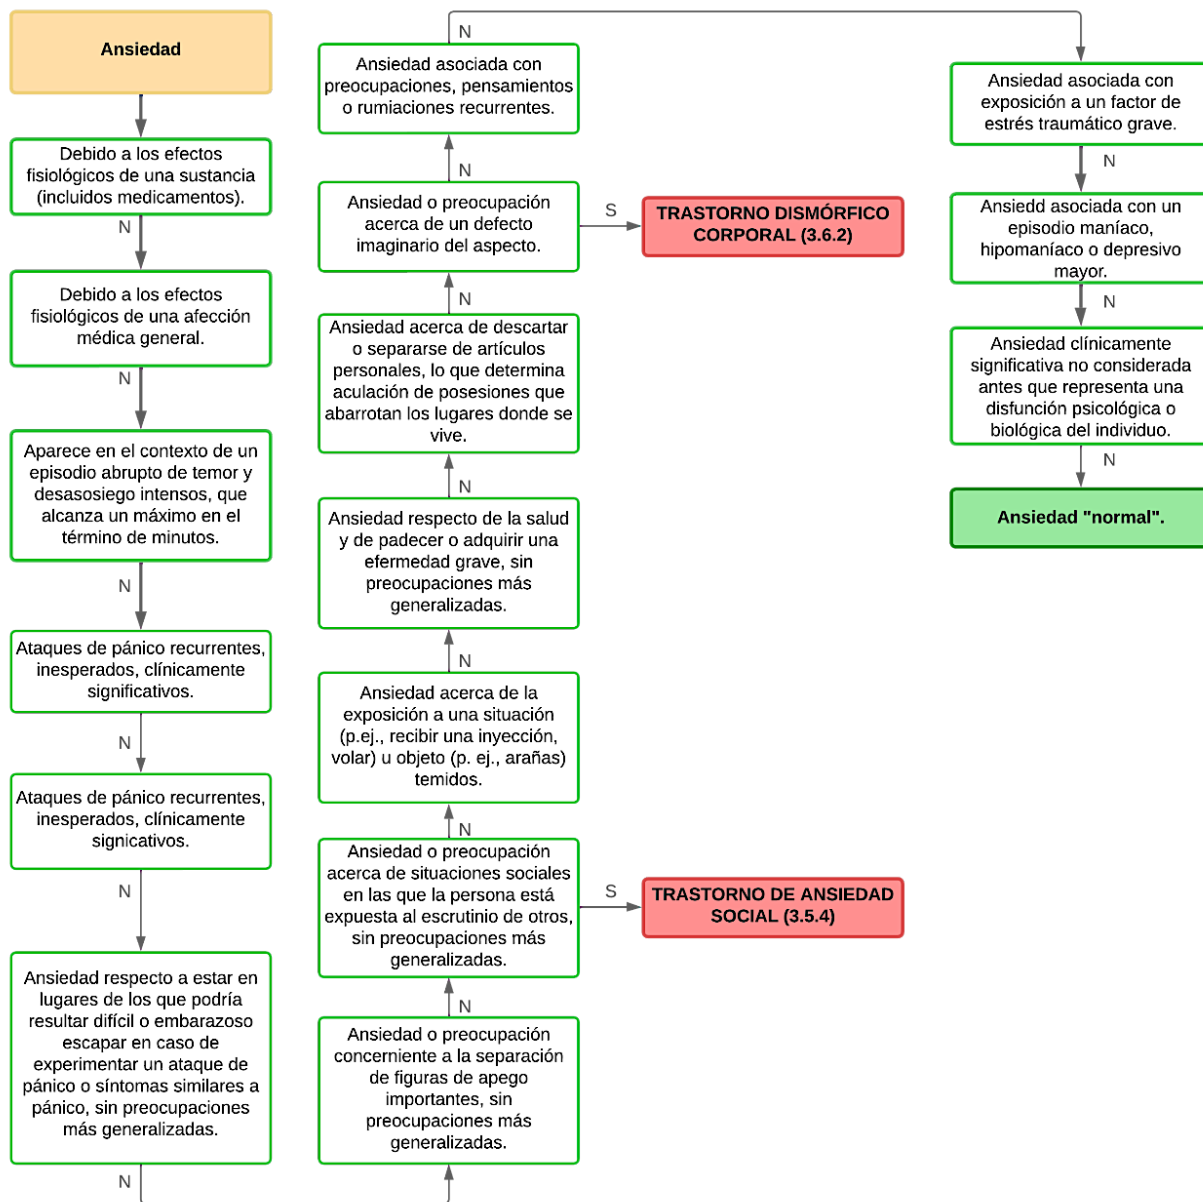 Ansiedad
Debido a los efectos
fisiológicos de una sustancia
(incluidos medicamentos).
N
Debido a los efectos
fisiológicos de una afección
médica general.
N
Aparece en el contexto de un
episodio abrupto de temor y
desasosiego intensos, que
alcanza un máximo en el
término de minutos.
N
Ataques de pánico recurrentes,
inesperados, clínicamente
significativos.
N
Ataques de pánico recurrentes,
inesperados, clínicamente
signicativos.
N
Ansiedad respecto a estar en
lugares de los que podría
resultar difícil o embarazoso
escapar en caso de
experimentar un ataque de
pánico o síntomas similares a
pánico, sin preocupaciones
más generalizadas.
N
Ansiedad o preocupación
concerniente a la separación
de figuras de apego
importantes, sin
preocupaciones más
generalizadas.
N
Ansiedad o preocupación
acerca de situaciones sociales
en las que la persona está
expuesta al escrutinio de otros,
sin preocupaciones más
generalizadas.
S
TRASTORNO DE ANSIEDAD
SOCIAL (3.5.4)
N
Ansiedad acerca de la
exposición a una situación
(p.ej., recibir una inyección,
volar) u objeto (p. ej., arañas)
temidos.
N
Ansiedad respecto de la salud
y de padecer o adquirir una
efermedad grave, sin
preocupaciones más
generalizadas.
N
Ansiedad acerca de descartar
o separarse de artículos
personales, lo que determina
aculación de posesiones que
abarrotan los lugares donde se
vive.
N
Ansiedad o preocupación
acerca de un defecto
imaginario del aspecto.
S
TRASTORNO DISMÓRFICO
CORPORAL (3.6.2)
N
Ansiedad asociada con
preocupaciones, pensamientos
o rumiaciones recurrentes.
N
Ansiedad asociada con
exposición a un factor de
estrés traumático grave.
N
Ansiedd asociada con un
episodio maníaco,
hipomaníaco o depresivo
mayor.
N
Ansiedad clínicamente
significativa no considerada
antes que representa una
disfunción psicológica o
biológica del individuo.
N
Ansiedad "normal".